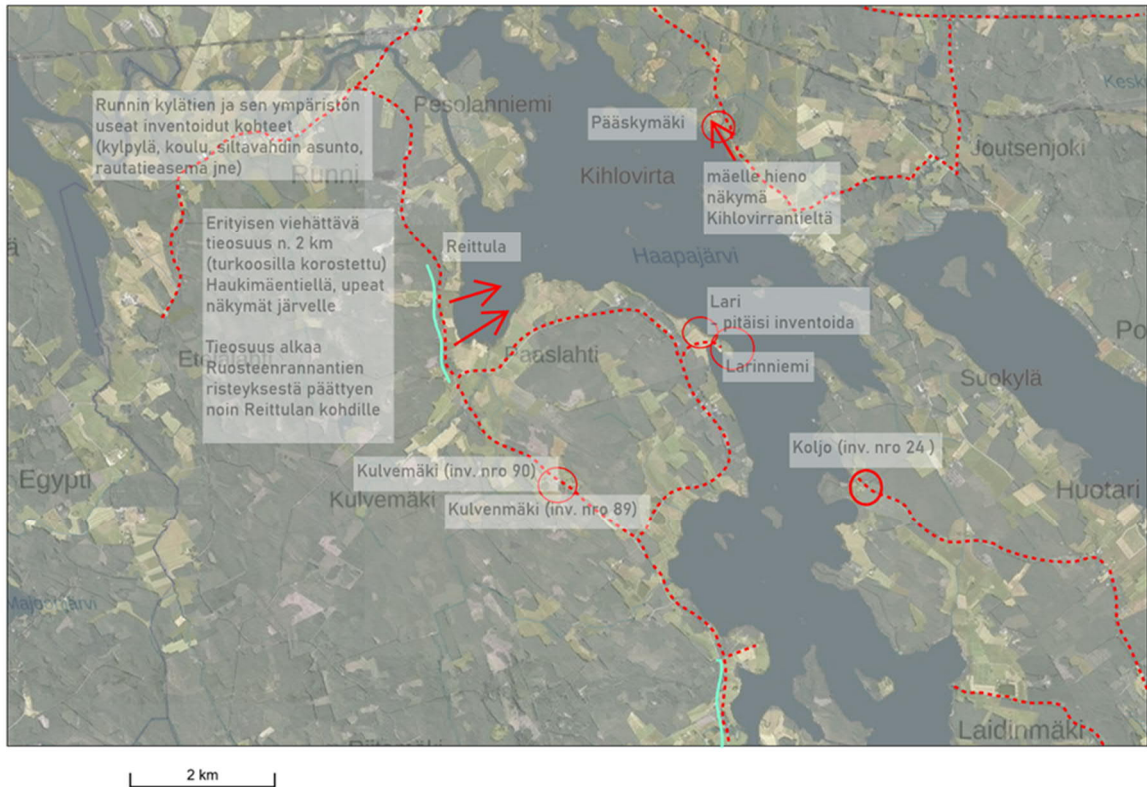 Pesolanniemi
Keski
Runnin kylätien ja sen ympäristön
useat inventoidut kohteet
(kylpylä, koulu, siltavahdin asunto,
rautatieasema jne)
Runni
Pääskymäki
Joutsenjoki
Kihlovirta
mäelle hieno
näkymä
Kihlovirrantieltä
Erityisen viehättävä
tieosuus n. 2 km
(turkoosilla korostettu)
Haukimäentiellä, upeat
näkymät järvelle
Tieosuus alkaa
Ruosteenrannantien
risteyksestä päättyen
noin Reittulan kohdille
Reittula
Haapajärvi
Lari
- pitäisi inventoida
Larinniemi
Paaslahti
Etelälahti
Po
Suokylä
Koljo (inv. nro 24 )
Kulvemäki (inv. nro 90)
Kulvenmäki (inv. nro 89)
Kulvemäki
Egypti
Huotari
Laidinmäki
2 km